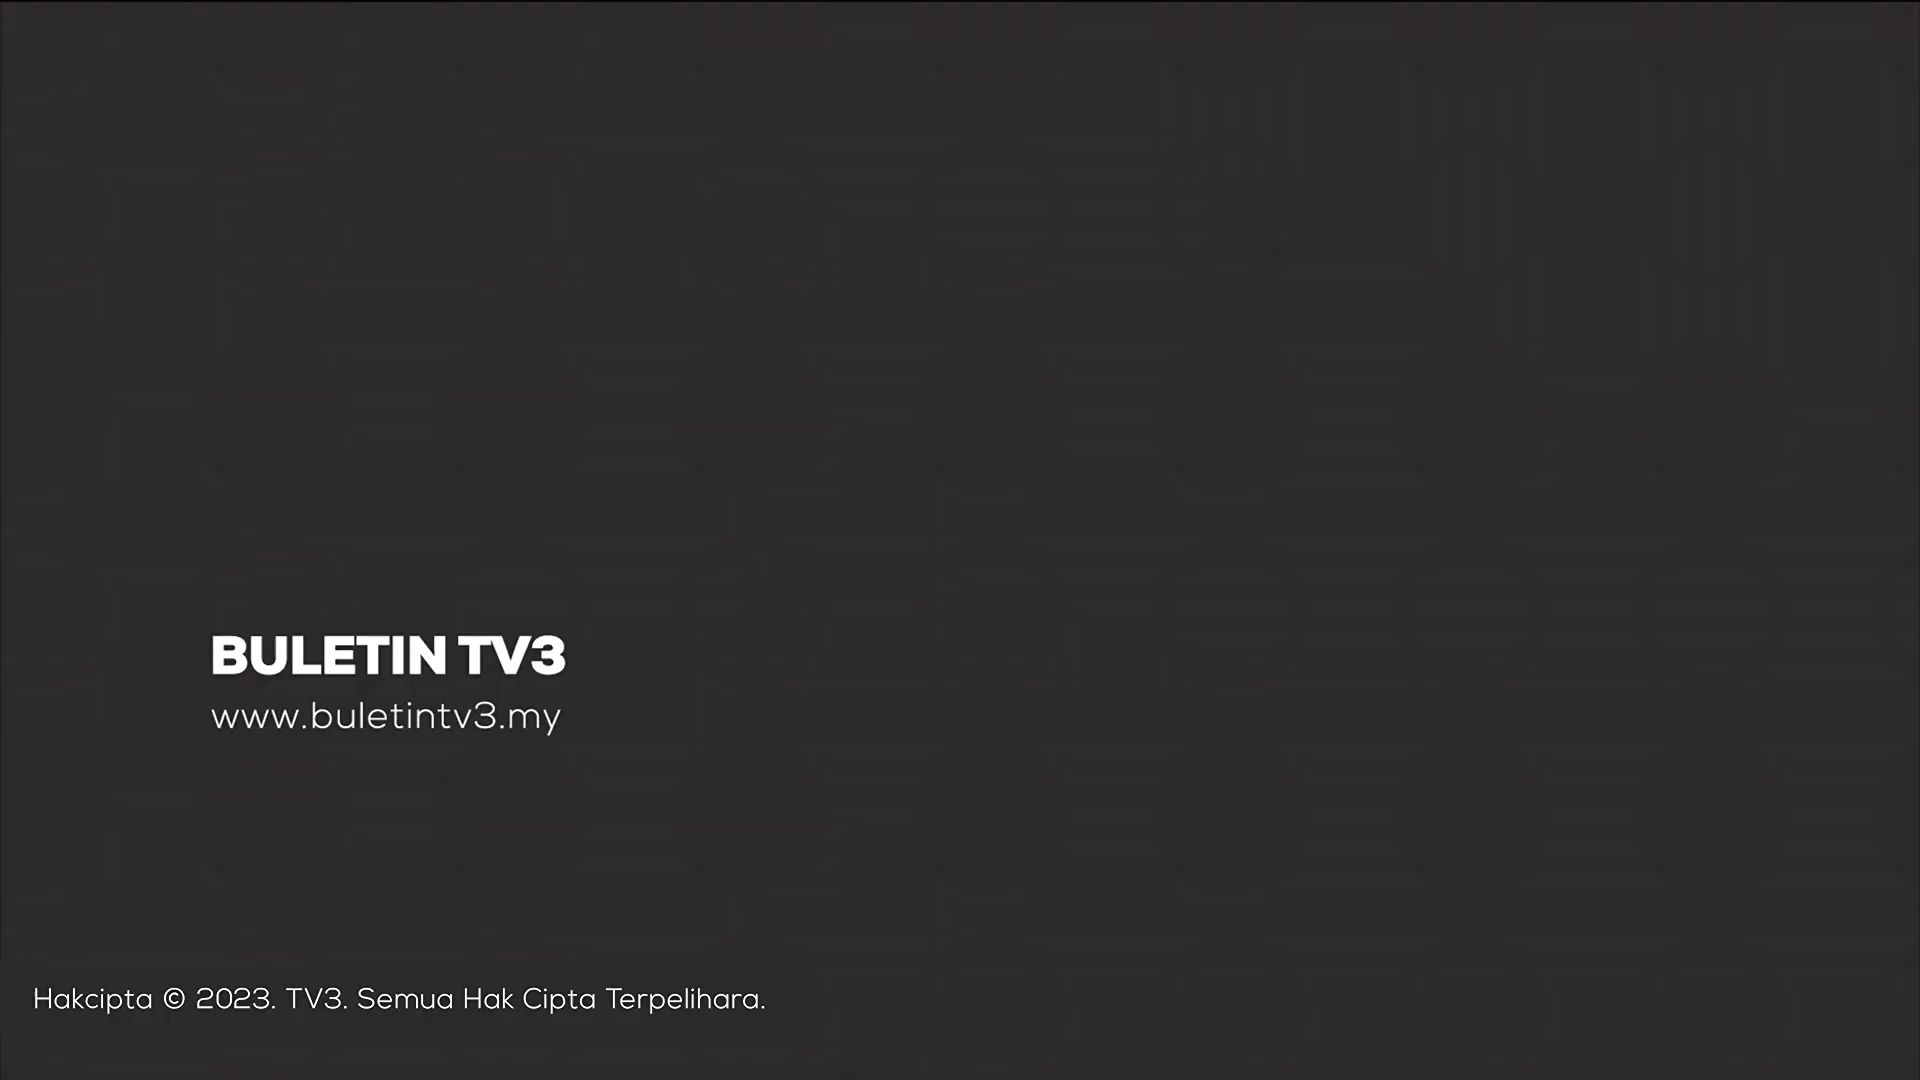 BULETIN TV3
www.buletintv3.my
Hakcipta © 2023. TV3. Semua Hak Cipta Terpelihara.